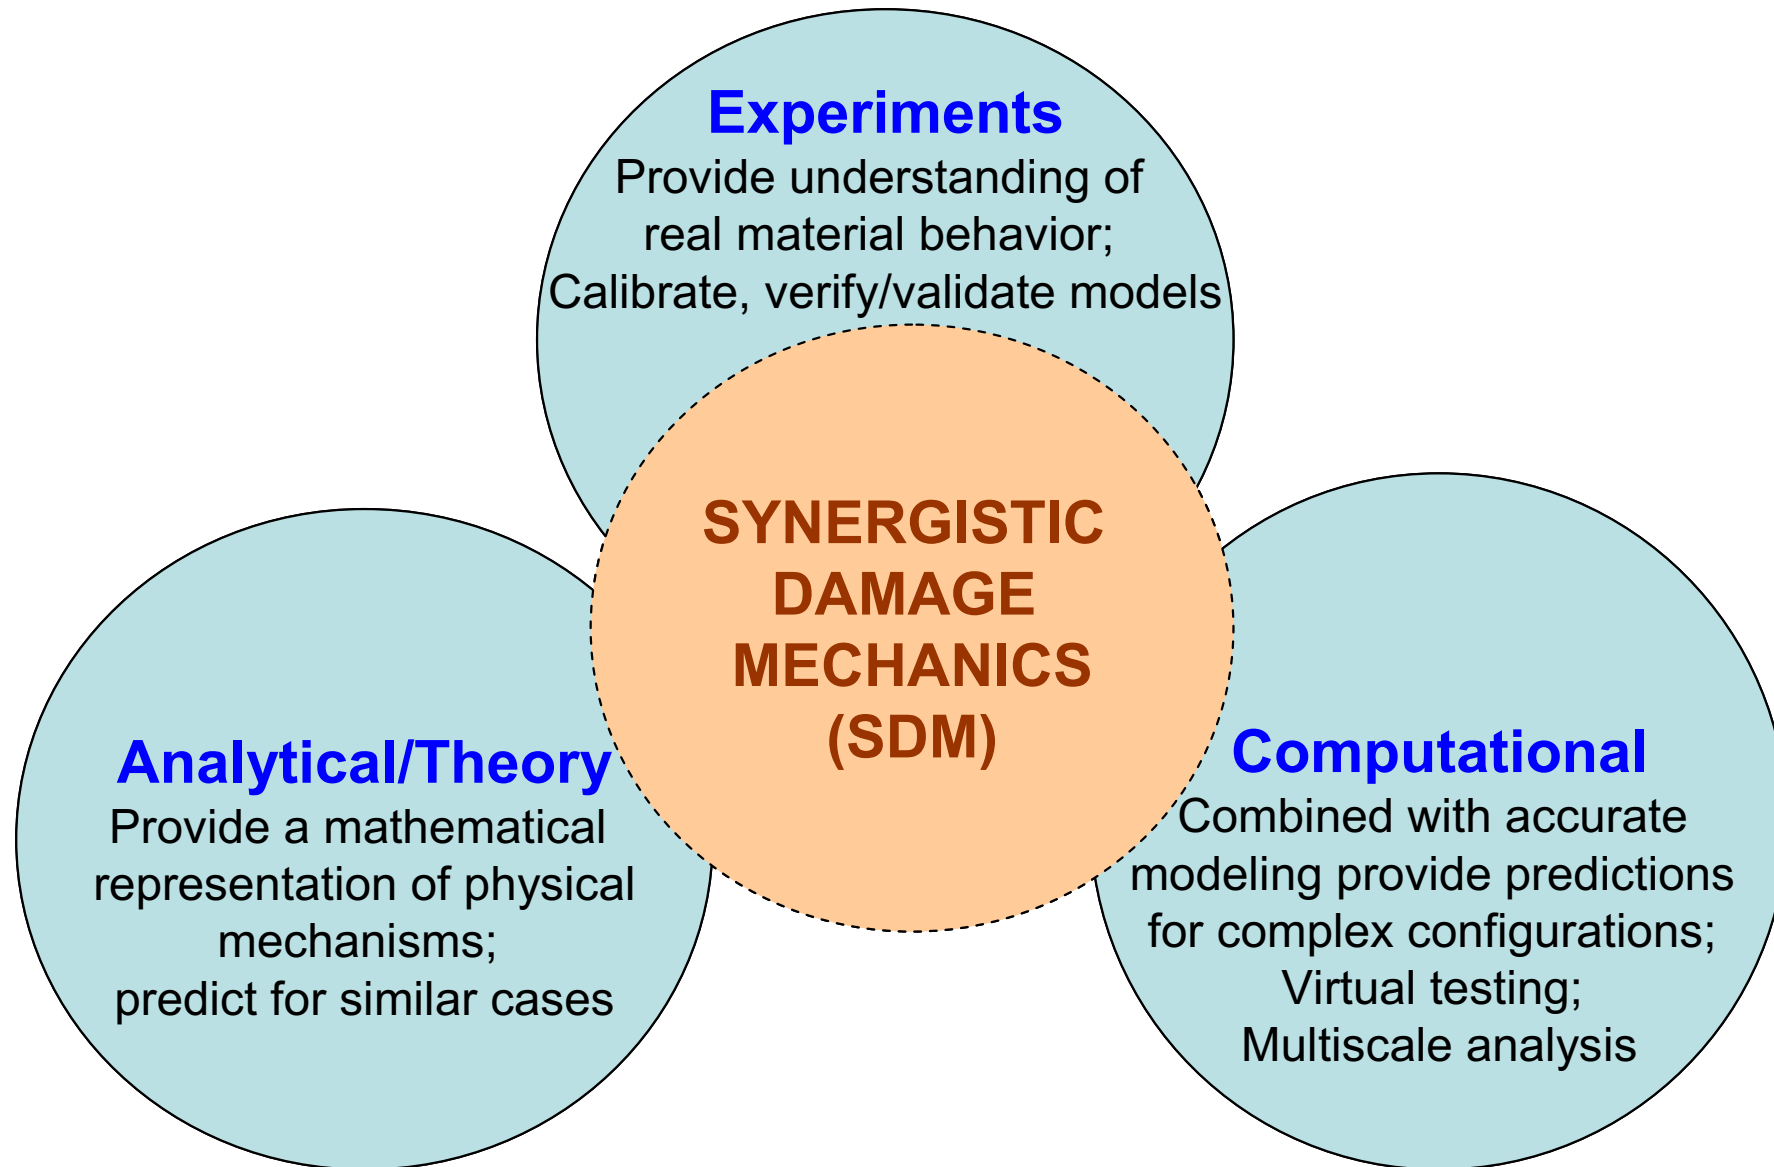 Experiments
Provide understanding of
real material behavior;
Calibrate, verify/validate models
SYNERGISTIC
DAMAGE
MECHANICS
(SDM)
Analytical/Theory
Provide a mathematical
representation of physical
mechanisms;
predict for similar cases
Computational
Combined with accurate
modeling provide predictions
for complex configurations;
Virtual testing;
Multiscale analysis